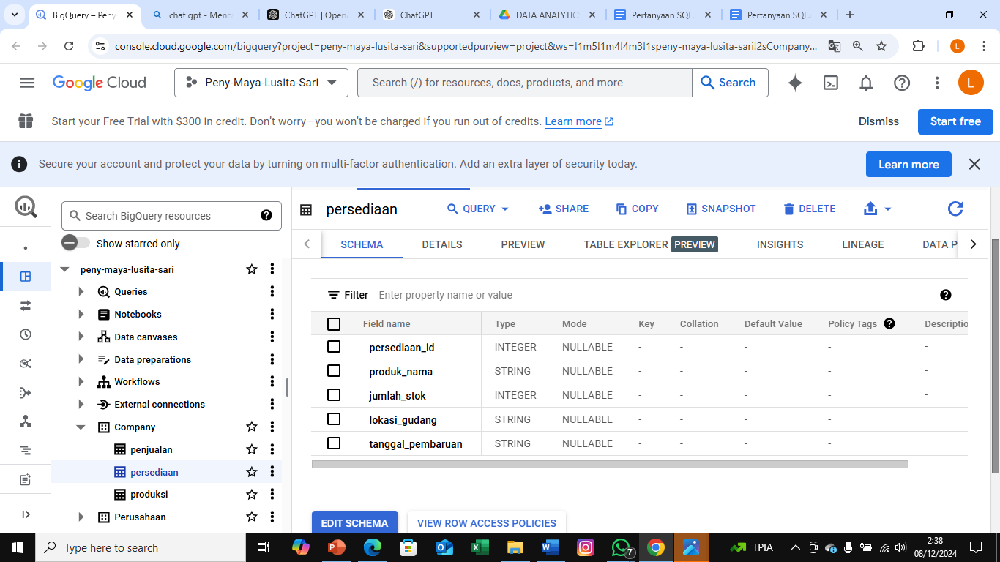 BigQuery – Peny
chat gpt - Menc
ChatGPT | OpenA
ChatGPT
DATA ANALYTIC
Pertanyaan SQL
Pertanyaan SQL
console.cloud.google.com/bigquery?project=peny-maya-lusita-sari&supportedpurview=project&ws=!1m5!1m4!4m3!1speny-maya-lusita-sari!2sCompany...
L
Google Cloud
Peny-Maya-Lusita-Sari
Search (/) for resources, docs, products, and more
Search
L
Start your Free Trial with $300 in credit. Don't worry—you won't be charged if you run out of credits. Learn more
Dismiss
Start free
Secure your account and protect your data by turning on multi-factor authentication. Add an extra layer of security today.
Learn more
Search BigQuery resources
Show starred only
peny-maya-lusita-sari
Queries
Notebooks
Data canvases
Data preparations
Workflows
External connections
Company
penjualan
persediaan
produksi
Perusahaan
persediaan
QUERY
SHARE
COPY
SNAPSHOT
DELETE
SCHEMA
DETAILS
PREVIEW
TABLE EXPLORER PREVIEW
INSIGHTS
LINEAGE
DATA P
Filter Enter property name or value
Field name Type Mode Key Collation Default Value Policy Tags Descriptio
persediaan_id INTEGER NULLABLE - - - - -
produk_nama STRING NULLABLE - - - - -
jumlah_stok INTEGER NULLABLE - - - - -
lokasi_gudang STRING NULLABLE - - - - -
tanggal_pembaruan STRING NULLABLE - - - - -
EDIT SCHEMA
VIEW ROW ACCESS POLICIES
Type here to search
7
TPIA
2:38
08/12/2024